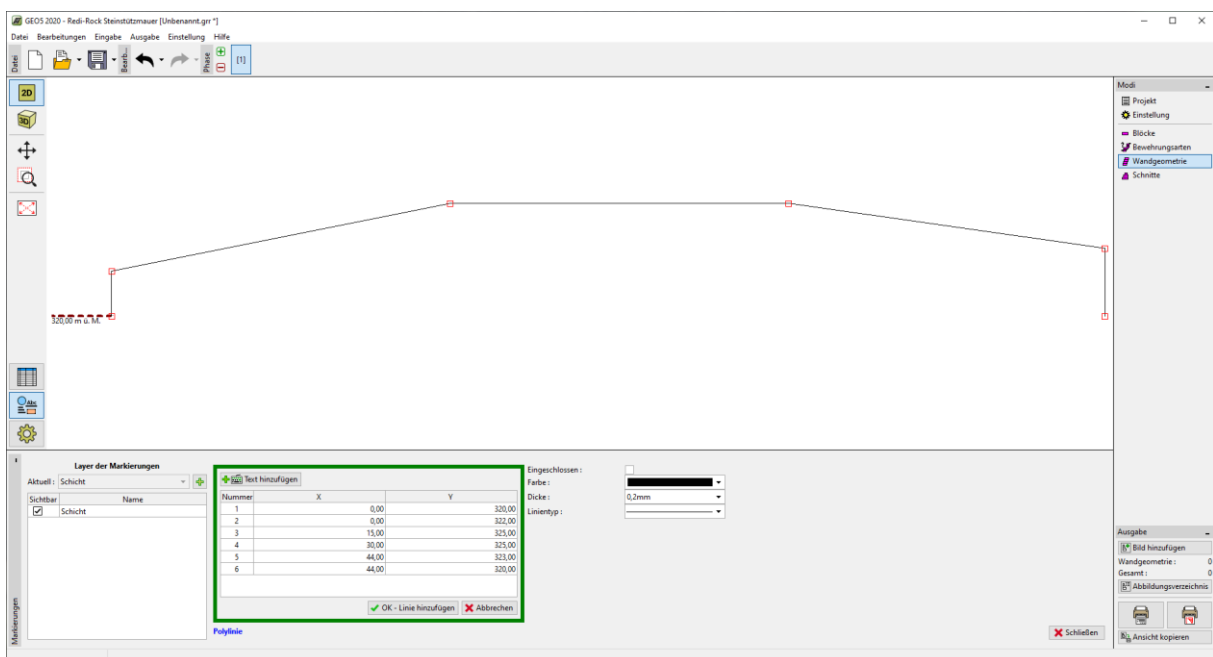 GEO5 2020 - Redi-Rock Steinstützmauer [Unbenannt.grr *]
Datei Bearbeitungen Eingabe Ausgabe Einstellung Hilfe
Datei
Bearb...
Phase
[1]
2D
3D
320,00 m ü. M.
Abc
Modi
Projekt
Einstellung
Blöcke
Bewehrungsarten
Wandgeometrie
Schnitte
Markierungen
Layer der Markierungen
Aktuell : Schicht
Sichtbar Name
Schicht
Text hinzufügen
Nummer X Y
1 0,00 320,00
2 0,00 322,00
3 15,00 325,00
4 30,00 325,00
5 44,00 323,00
6 44,00 320,00
OK - Linie hinzufügen Abbrechen
Polylinie
Eingeschlossen :
Farbe :
Dicke : 0,2mm
Linientyp :
Schließen
Ausgabe
Bild hinzufügen
Wandgeometrie : 0
Gesamt : 0
Abbildungsverzeichnis
Ansicht kopieren